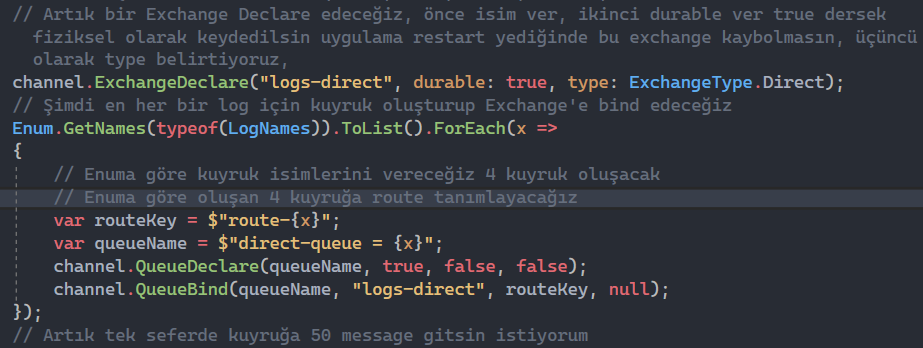 // Artık bir Exchange Declare edeceğiz, önce isim ver, ikinci durable ver true dersek
fiziksel olarak keydedilsin uygulama restart yediğinde bu exchange kaybolmasın, üçüncü
olarak type belirtiyoruz,
channel.ExchangeDeclare("logs-direct", durable: true, type: ExchangeType.Direct);
// Şimdi en her bir log için kuyruk oluşturup Exchange'e bind edeceğiz
Enum.GetNames(typeof(LogNames)).ToList().ForEach(x =>
{
// Enuma göre kuyruk isimlerini vereceğiz 4 kuyruk oluşacak
// Enuma göre oluşan 4 kuyruğa route tanımlayacağız
var routeKey = $"route-{x}";
var queueName = $"direct-queue = {x}";
channel.QueueDeclare(queueName, true, false, false);
channel.QueueBind(queueName, "logs-direct", routeKey, null);
});
// Artık tek seferde kuyruğa 50 message gitsin istiyorum